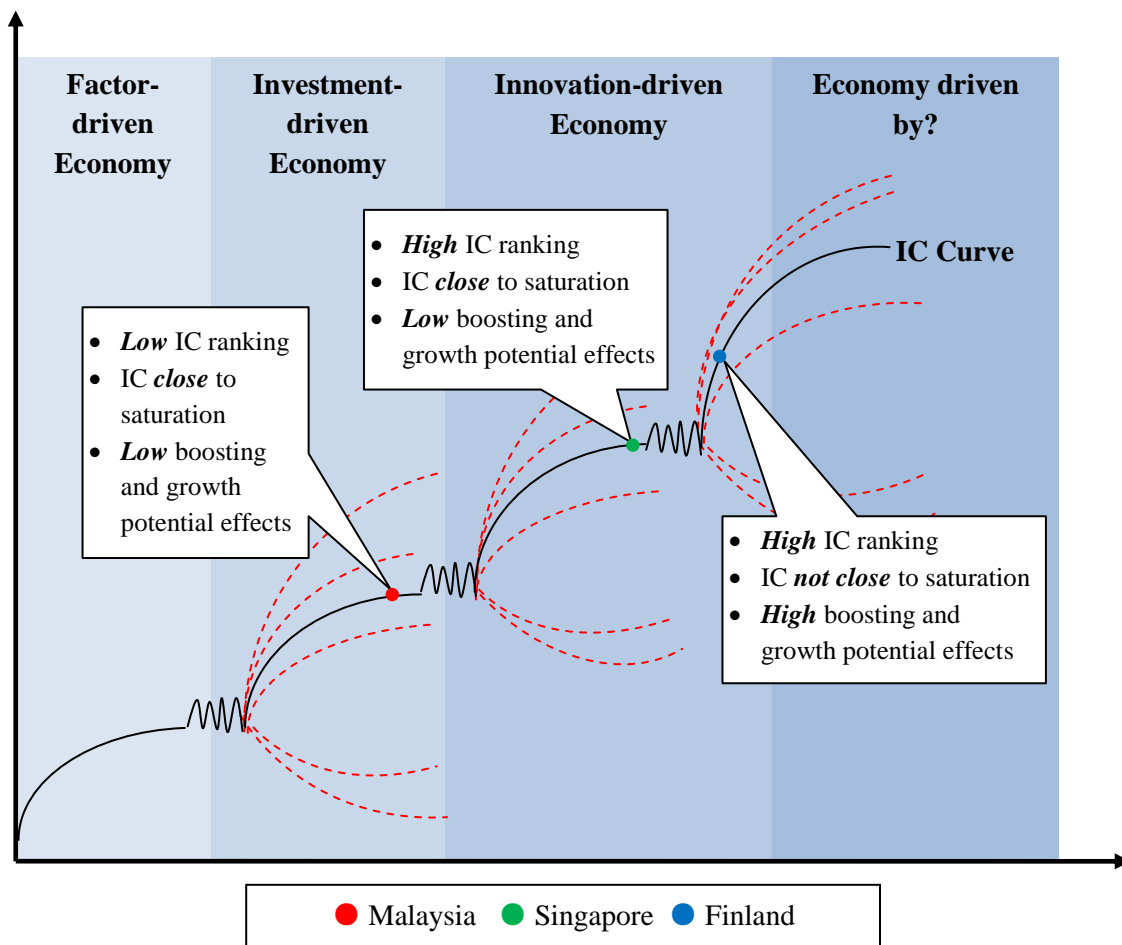 Factor-
driven
Economy
Investment-
driven
Economy
Innovation-driven
Economy
Economy driven
by?
• High IC ranking
• IC close to saturation
• Low boosting and
growth potential effects
IC Curve
• Low IC ranking
• IC close to
saturation
• Low boosting
and growth
potential effects
• High IC ranking
• IC not close to saturation
• High boosting and
growth potential effects
Malaysia Singapore Finland